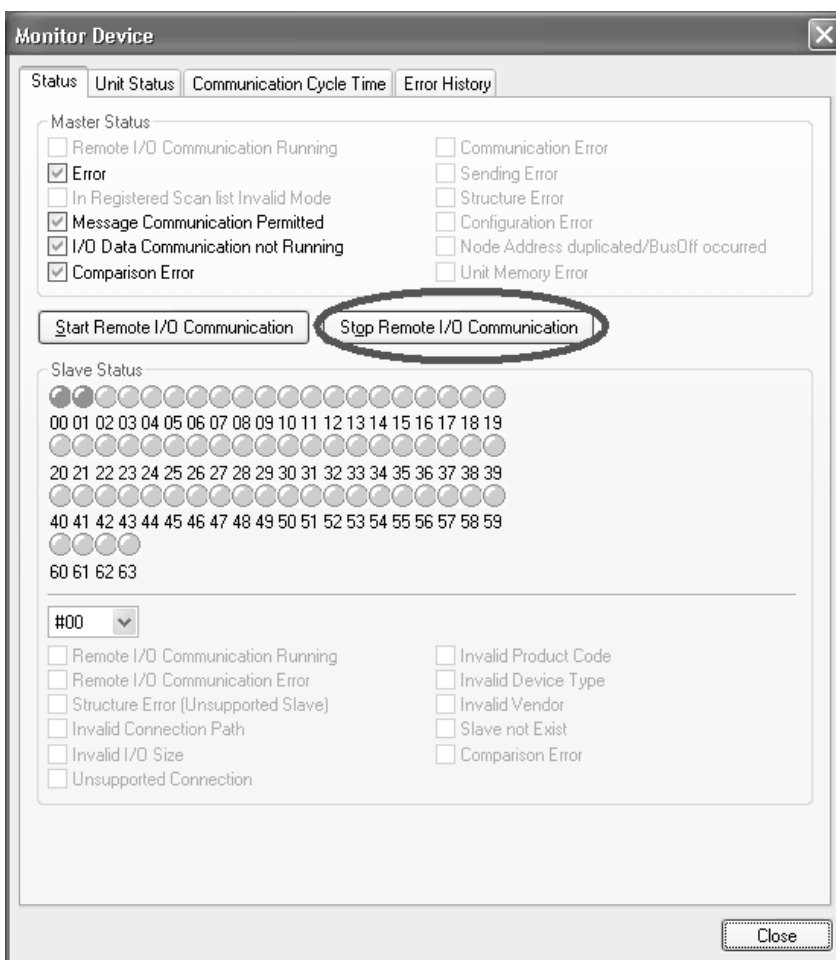 Monitor Device
Status Unit Status Communication Cycle Time Error History
Master Status
Remote I/O Communication Running Communication Error
Error Sending Error
In Registered Scan list Invalid Mode Structure Error
Message Communication Permitted Configuration Error
I/O Data Communication not Running Node Address duplicated/BusOff occurred
Comparison Error Unit Memory Error
Start Remote I/O Communication Stop Remote I/O Communication
Slave Status
00 01 02 03 04 05 06 07 08 09 10 11 12 13 14 15 16 17 18 19
20 21 22 23 24 25 26 27 28 29 30 31 32 33 34 35 36 37 38 39
40 41 42 43 44 45 46 47 48 49 50 51 52 53 54 55 56 57 58 59
60 61 62 63
#00
Remote I/O Communication Running Invalid Product Code
Remote I/O Communication Error Invalid Device Type
Structure Error (Unsupported Slave) Invalid Vendor
Invalid Connection Path Slave not Exist
Invalid I/O Size Comparison Error
Unsupported Connection
Close